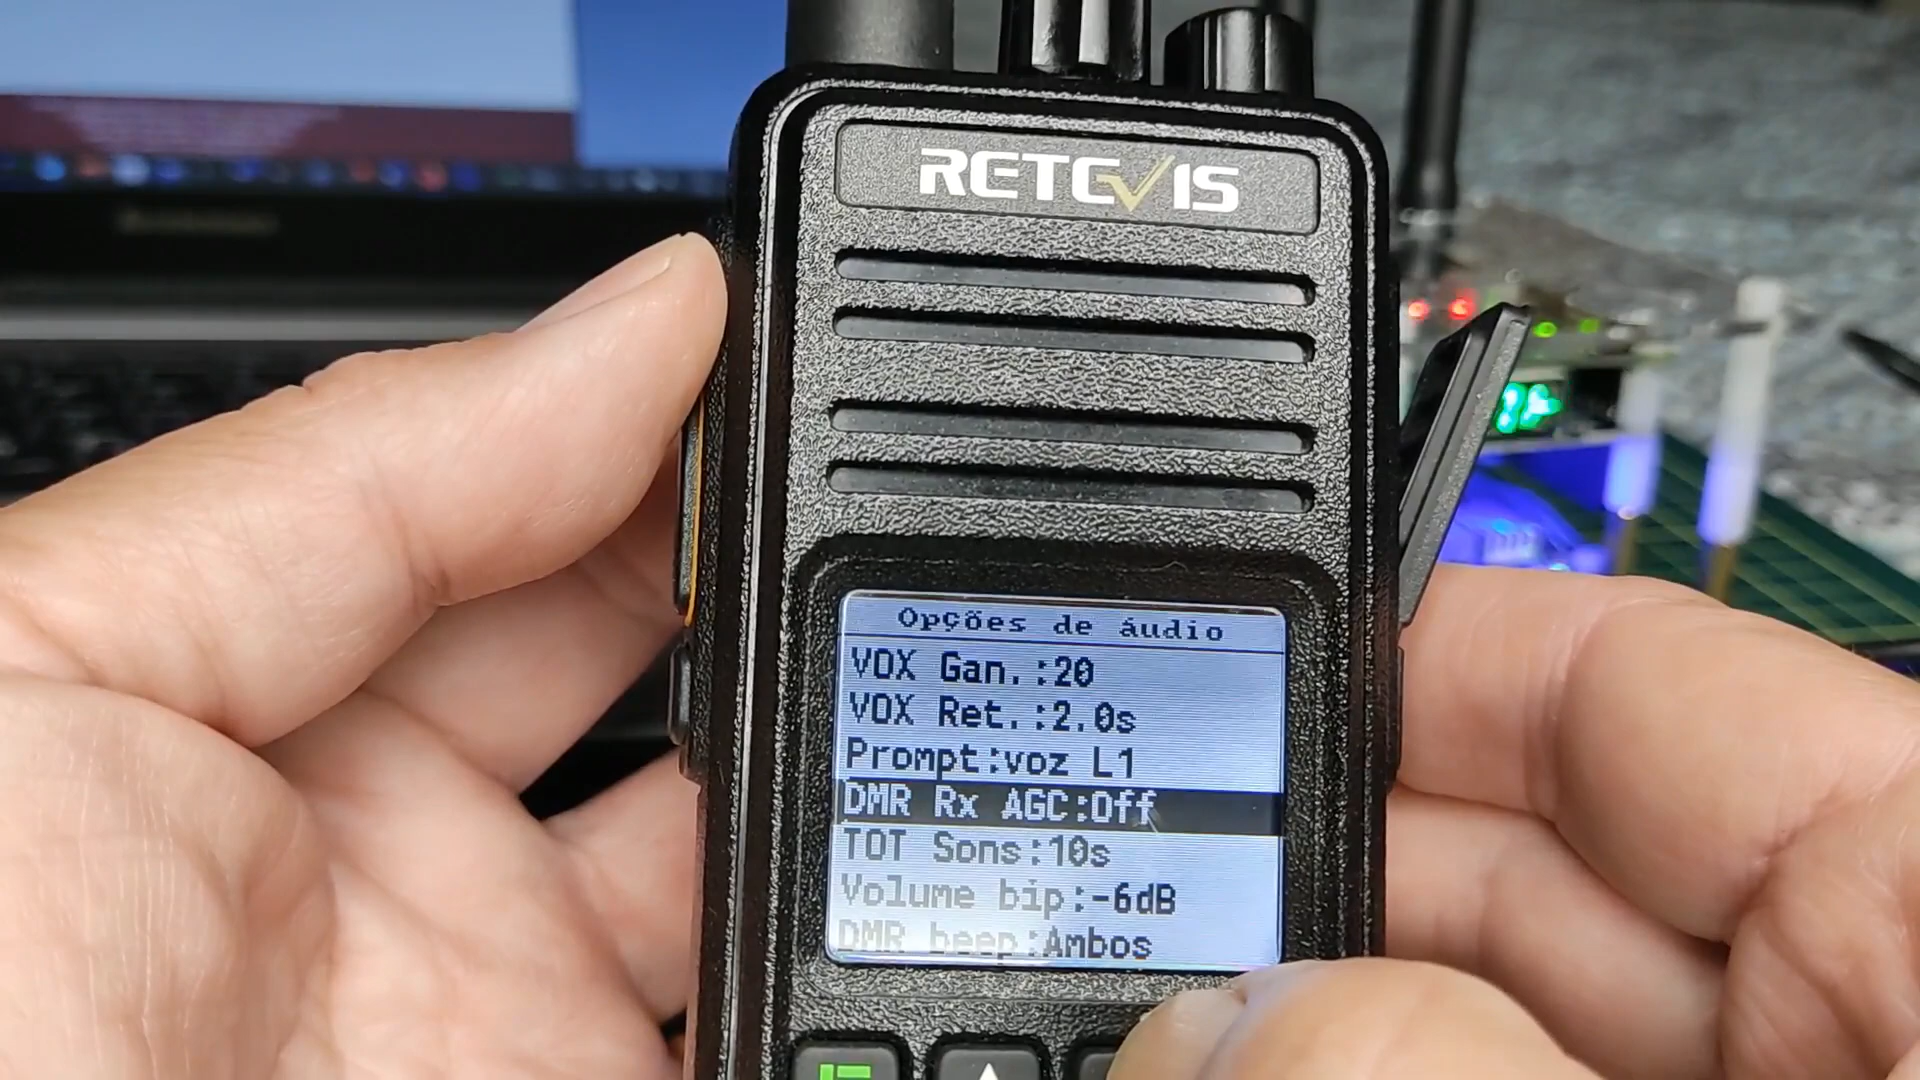 RETEVIS
Opções de áudio
VOX Gan.:20
VOX Ret.:2.0s
Prompt:voz L1
DMR Rx AGC:Off
TOT Sons:10s
Volume bip:-6dB
DMR beep:Ambos